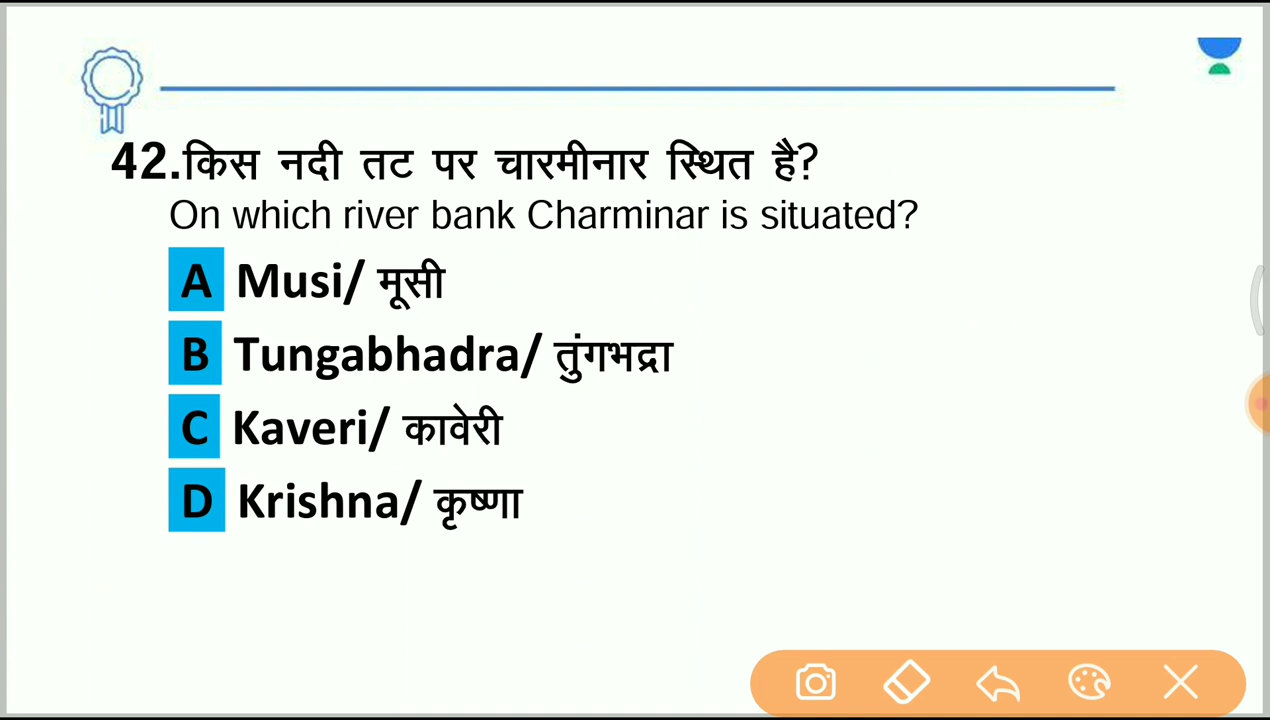 42.किस नदी तट पर चारमीनार स्थित है?
On which river bank Charminar is situated?
A Musi/ मूसी
B Tungabhadra/ तुंगभद्रा
C Kaveri/ कावेरी
D Krishna/ कृष्णा